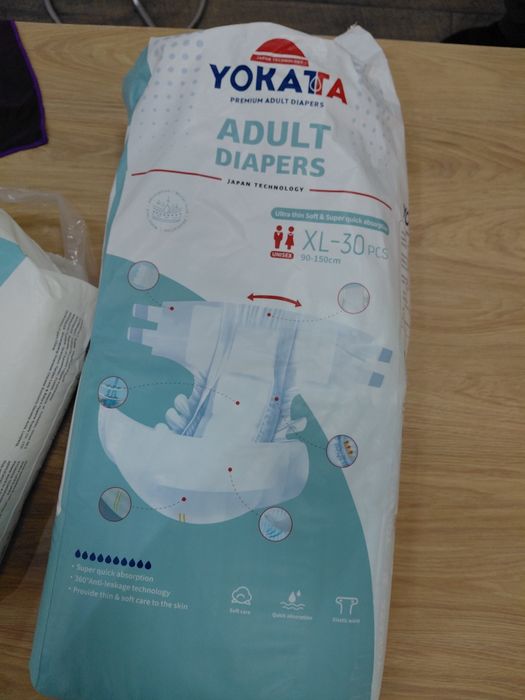 JAPAN TECHNOLOGY
YOKATTA
PREMIUM ADULT DIAPERS
ADULT
DIAPERS
JAPAN TECHNOLOGY
Ultra thin Soft & Super quick absorption
XL-30 PCS
UNISEX
90-150cm
• Super quick absorption
• 360°Anti-leakage technology
• Provide thin & soft care to the skin
Soft care
Quick absorption
Elastic waist